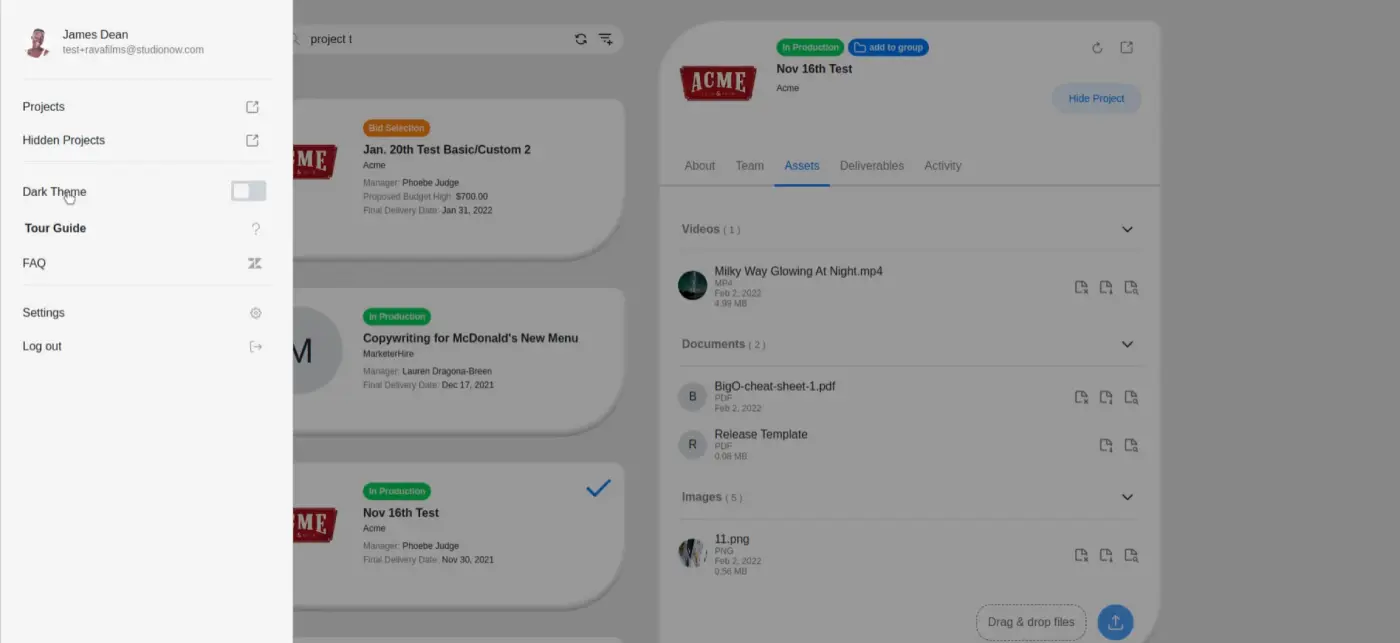 James Dean
test+ravafilms@studionow.com
Projects
Hidden Projects
Dark Theme
Tour Guide
?
FAQ
Settings
Log out
project t
ME
Bid Selection
Jan. 20th Test Basic/Custom 2
Acme
Manager: Phoebe Judge
Proposed Budget High: $700.00
Final Delivery Date: Jan 31, 2022
M
In Production
Copywriting for McDonald's New Menu
MarketerHire
Manager: Lauren Dragona-Breen
Final Delivery Date: Dec 17, 2021
ME
In Production
Nov 16th Test
Acme
Manager: Phoebe Judge
Final Delivery Date: Nov 30, 2021
ACME
In Production
add to group
Nov 16th Test
Acme
Hide Project
About Team Assets Deliverables Activity
Videos ( 1 )
Milky Way Glowing At Night.mp4
MP4
Feb 2, 2022
4.99 MB
Documents ( 2 )
B
BigO-cheat-sheet-1.pdf
PDF
Feb 2, 2022
R
Release Template
PDF
0.08 MB
Images ( 5 )
11.png
PNG
Feb 2, 2022
0.56 MB
Drag & drop files